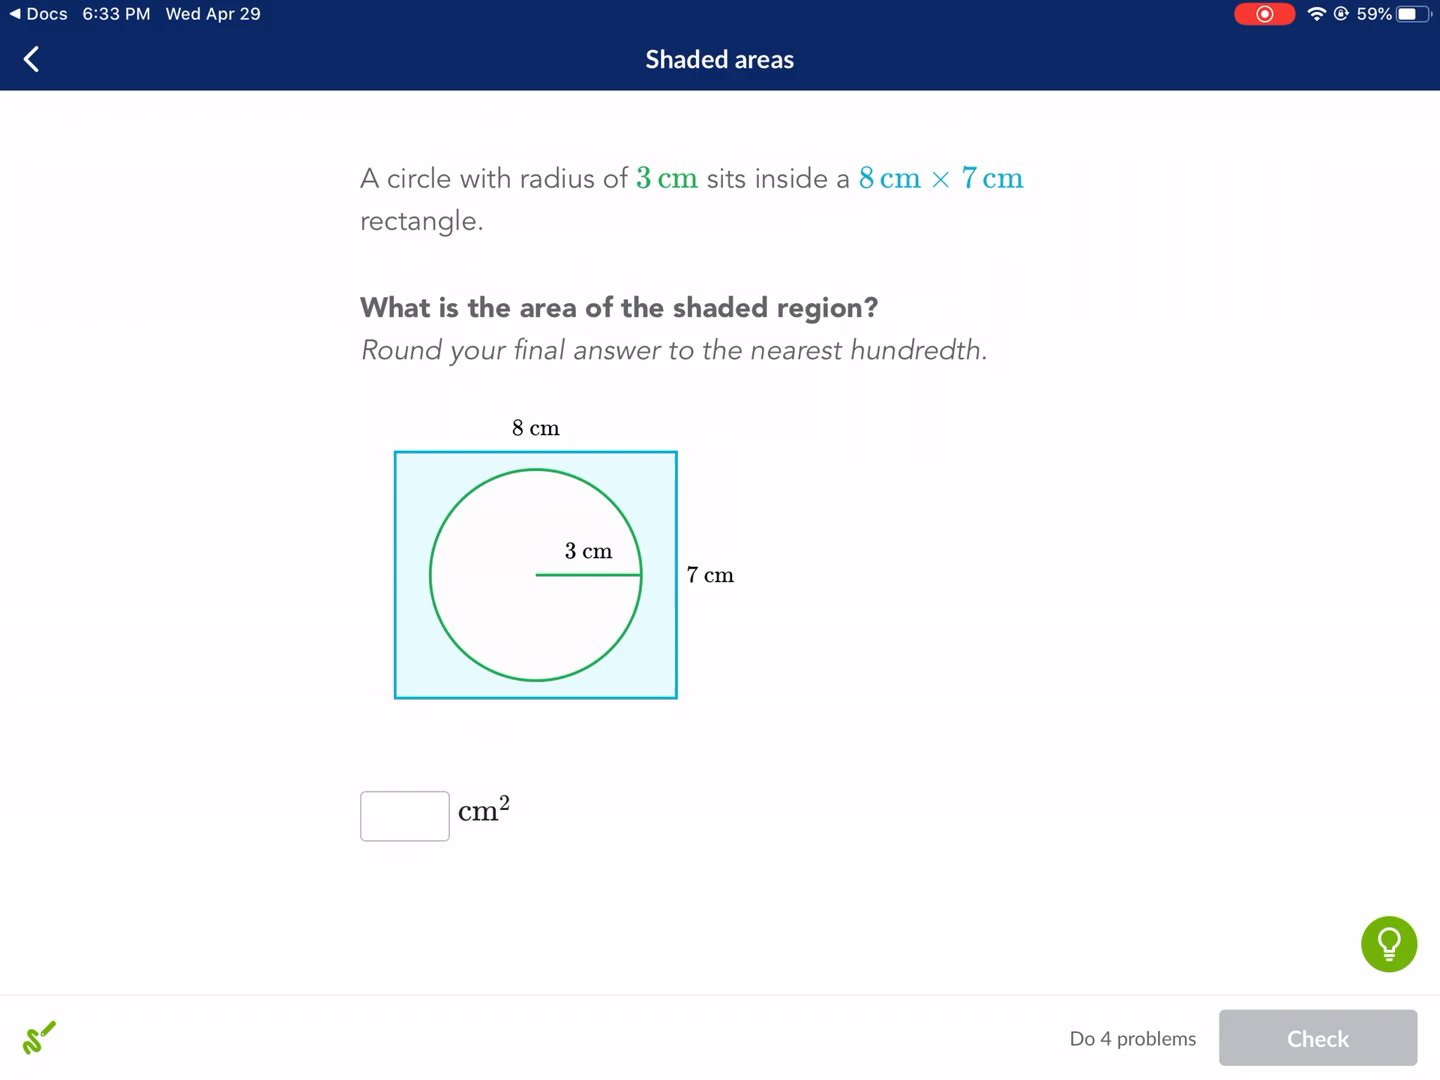 ◀ Docs 6:33 PM Wed Apr 29 59%
Shaded areas
A circle with radius of 3 cm sits inside a 8 cm × 7 cm
rectangle.
What is the area of the shaded region?
Round your final answer to the nearest hundredth.
8 cm
3 cm
7 cm
cm²
Do 4 problems
Check